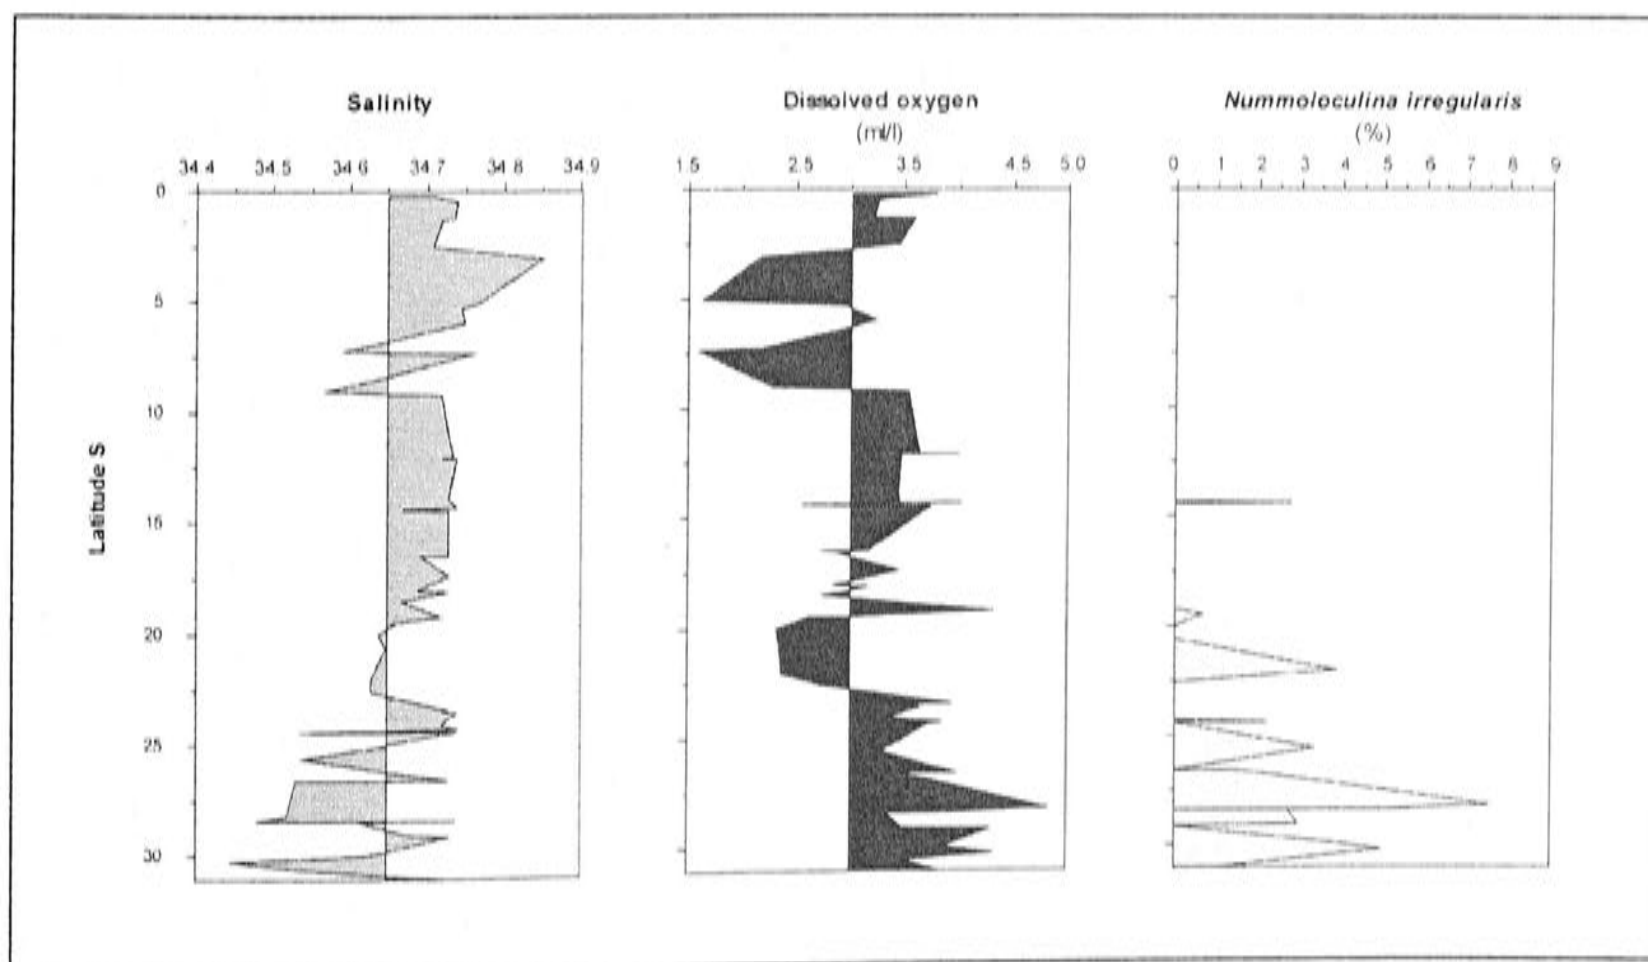 Salinity
34.4 34.5 34.6 34.7 34.8 34.9
Dissolved oxygen
(ml/l)
1.5 2.5 3.5 4.5 5.0
Nummoloculina irregularis
(%)
0 1 2 3 4 5 6 7 8 9
Latitude S
0
5
10
15
20
25
30